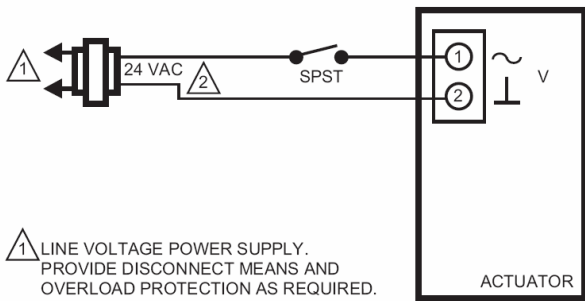 1
24 VAC
2
SPST
1
2
V
1 LINE VOLTAGE POWER SUPPLY.
PROVIDE DISCONNECT MEANS AND
OVERLOAD PROTECTION AS REQUIRED.
ACTUATOR